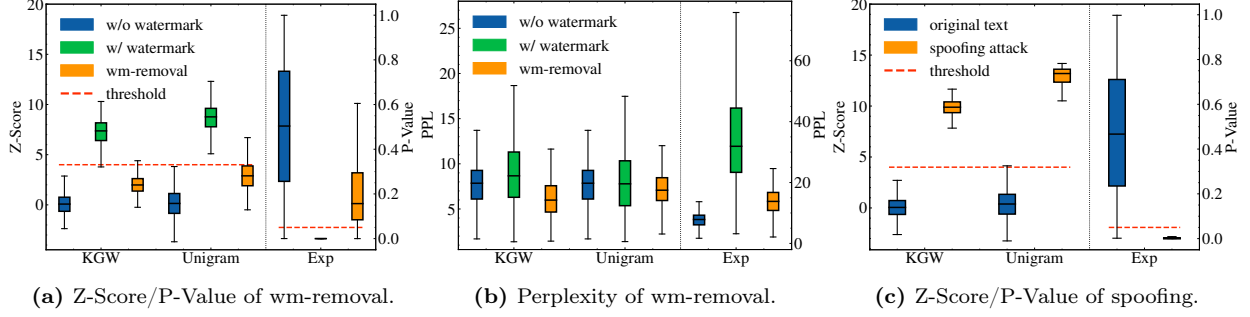 20
15
10
5
0
Z-Score
w/o watermark
w/ watermark
wm-removal
threshold
1.0
0.8
0.6
0.4
0.2
0.0
P-Value
KGW Unigram Exp
(a) Z-Score/P-Value of wm-removal.
25
20
15
10
5
PPL
w/o watermark
w/ watermark
wm-removal
60
40
20
0
PPL
KGW Unigram Exp
(b) Perplexity of wm-removal.
20
15
10
5
0
Z-Score
original text
spoofing attack
threshold
1.0
0.8
0.6
0.4
0.2
0.0
P-Value
KGW Unigram Exp
(c) Z-Score/P-Value of spoofing.